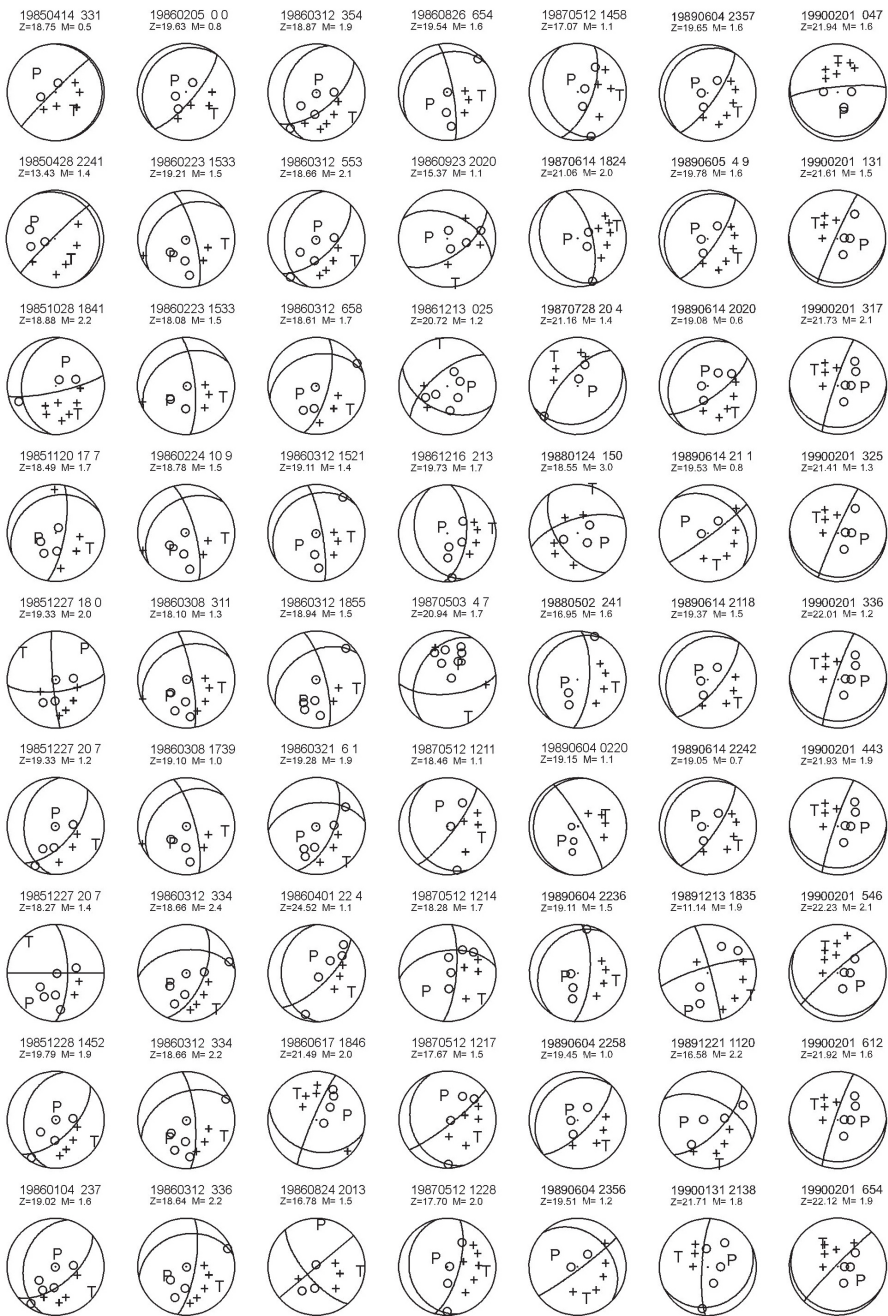 19850414 331 19860205 0 0 19860312 354 19860826 654 19870512 1458 19890604 2357 19900201 047
Z=18.75 M= 0.5 Z=19.63 M= 0.8 Z=18.87 M= 1.9 Z=19.54 M= 1.6 Z=17.07 M= 1.1 Z=19.65 M= 1.6 Z=21.94 M= 1.6
P T P T P T P T P T P T T P
19850428 2241 19860223 1533 19860312 553 19860923 2020 19870614 1824 19890605 4 9 19900201 131
Z=13.43 M= 1.4 Z=19.21 M= 1.5 Z=18.66 M= 2.1 Z=15.37 M= 1.1 Z=21.06 M= 2.0 Z=19.78 M= 1.6 Z=21.61 M= 1.5
P T P T P T P T P T P T T P
19851028 1841 19860223 1533 19860312 658 19861213 025 19870728 20 4 19890614 2020 19900201 317
Z=18.88 M= 2.2 Z=18.08 M= 1.5 Z=18.61 M= 1.7 Z=20.72 M= 1.2 Z=21.16 M= 1.4 Z=19.08 M= 0.6 Z=21.73 M= 2.1
P T P T P T T P T P P T T P
19851120 17 7 19860224 10 9 19860312 1521 19861216 213 19880124 150 19890614 21 1 19900201 325
Z=18.49 M= 1.7 Z=18.78 M= 1.5 Z=19.11 M= 1.4 Z=19.73 M= 1.7 Z=18.55 M= 3.0 Z=19.53 M= 0.8 Z=21.41 M= 1.3
P T P T P T P T T P P T T P
19851227 18 0 19860308 311 19860312 1855 19870503 4 7 19880502 241 19890614 2118 19900201 336
Z=19.33 M= 2.0 Z=18.10 M= 1.3 Z=18.94 M= 1.5 Z=20.94 M= 1.7 Z=16.95 M= 1.6 Z=19.37 M= 1.5 Z=22.01 M= 1.2
T P P T P T P T P T P T T P
19851227 20 7 19860308 1739 19860321 6 1 19870512 1211 19890604 0220 19890614 2242 19900201 443
Z=19.33 M= 1.2 Z=19.10 M= 1.0 Z=19.28 M= 1.9 Z=18.46 M= 1.1 Z=19.15 M= 1.1 Z=19.05 M= 0.7 Z=21.93 M= 1.9
P T P T P T P T P T P T T P
19851227 20 7 19860312 334 19860401 22 4 19870512 1214 19890604 2236 19891213 1835 19900201 546
Z=18.27 M= 1.4 Z=18.66 M= 2.4 Z=24.52 M= 1.1 Z=18.28 M= 1.7 Z=19.11 M= 1.5 Z=11.14 M= 1.9 Z=22.23 M= 2.1
T P P T P T P T P T P T T P
19851228 1452 19860312 334 19860617 1846 19870512 1217 19890604 2258 19891221 1120 19900201 612
Z=19.79 M= 1.9 Z=18.66 M= 2.2 Z=21.49 M= 2.0 Z=17.67 M= 1.5 Z=19.45 M= 1.0 Z=16.58 M= 2.2 Z=21.92 M= 1.6
P T P T T P P T P T P T T P
19860104 237 19860312 336 19860824 2013 19870512 1228 19890604 2356 19900131 2138 19900201 654
Z=19.02 M= 1.6 Z=18.64 M= 2.2 Z=16.78 M= 1.5 Z=17.70 M= 2.0 Z=19.51 M= 1.2 Z=21.71 M= 1.8 Z=22.12 M= 1.9
P T P T P T P T P T T P T P